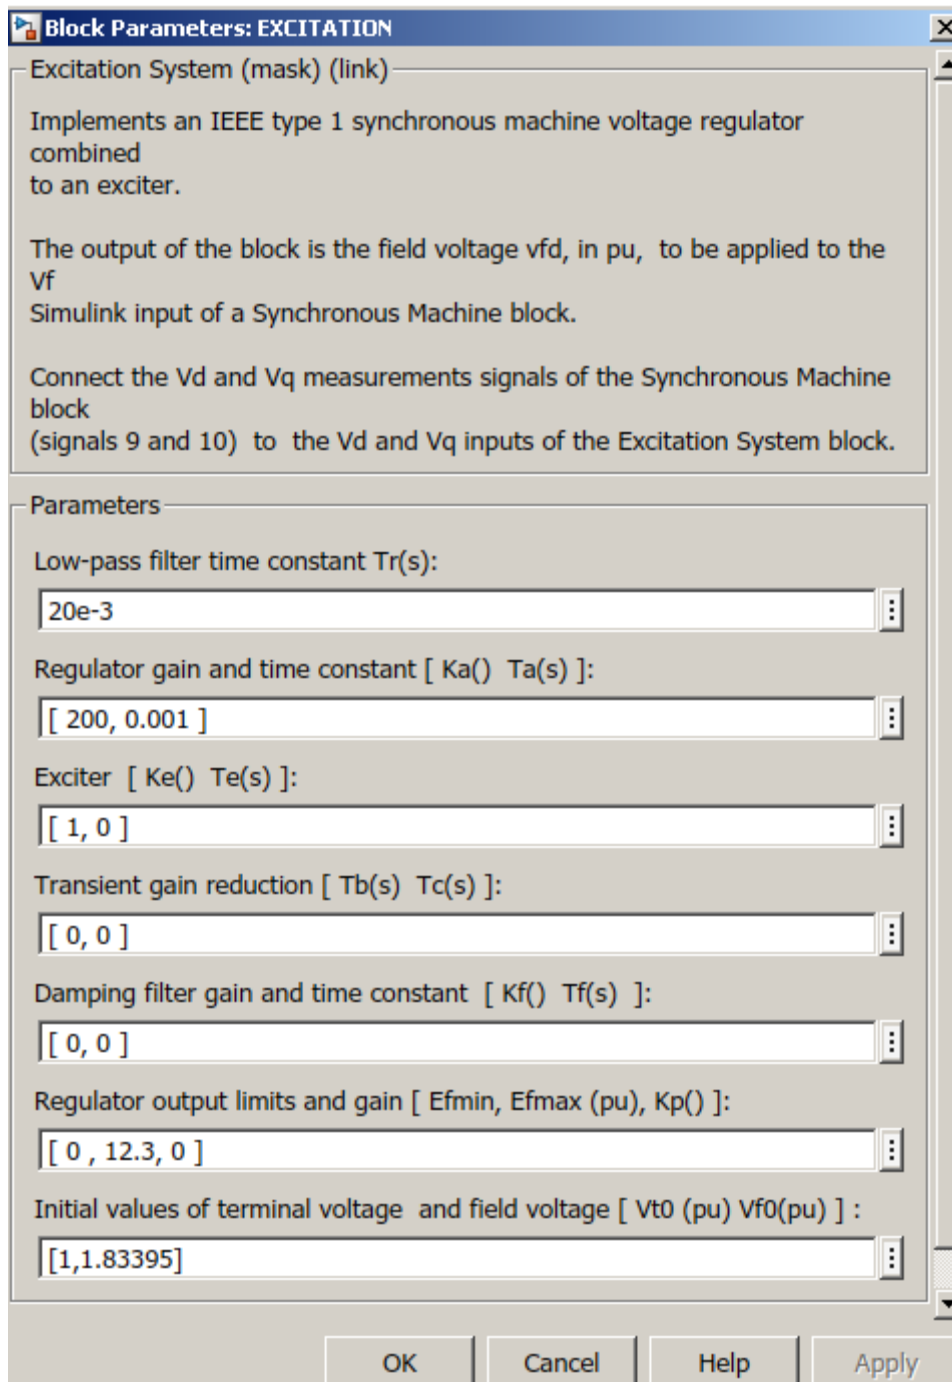 Block Parameters: EXCITATION
Excitation System (mask) (link)
Implements an IEEE type 1 synchronous machine voltage regulator
combined
to an exciter.
The output of the block is the field voltage vfd, in pu,  to be applied to the
Vf
Simulink input of a Synchronous Machine block.
Connect the Vd and Vq measurements signals of the Synchronous Machine
block
(signals 9 and 10)  to  the Vd and Vq inputs of the Excitation System block.
Parameters
Low-pass filter time constant Tr(s):
20e-3
Regulator gain and time constant [ Ka()  Ta(s) ]:
[ 200, 0.001 ]
Exciter  [ Ke()  Te(s) ]:
[ 1, 0 ]
Transient gain reduction [ Tb(s)  Tc(s) ]:
[ 0, 0 ]
Damping filter gain and time constant  [ Kf()  Tf(s)  ]:
[ 0, 0 ]
Regulator output limits and gain [ Efmin, Efmax (pu), Kp() ]:
[ 0 , 12.3, 0 ]
Initial values of terminal voltage  and field voltage [ Vt0 (pu) Vf0(pu) ] :
[1,1.83395]
OK Cancel Help Apply